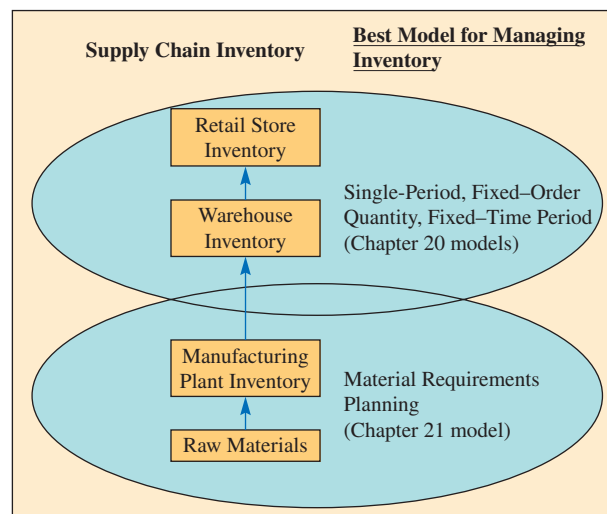 Supply Chain Inventory
Best Model for Managing
Inventory
Retail Store
Inventory
Warehouse
Inventory
Single-Period, Fixed–Order
Quantity, Fixed–Time Period
(Chapter 20 models)
Manufacturing
Plant Inventory
Raw Materials
Material Requirements
Planning
(Chapter 21 model)